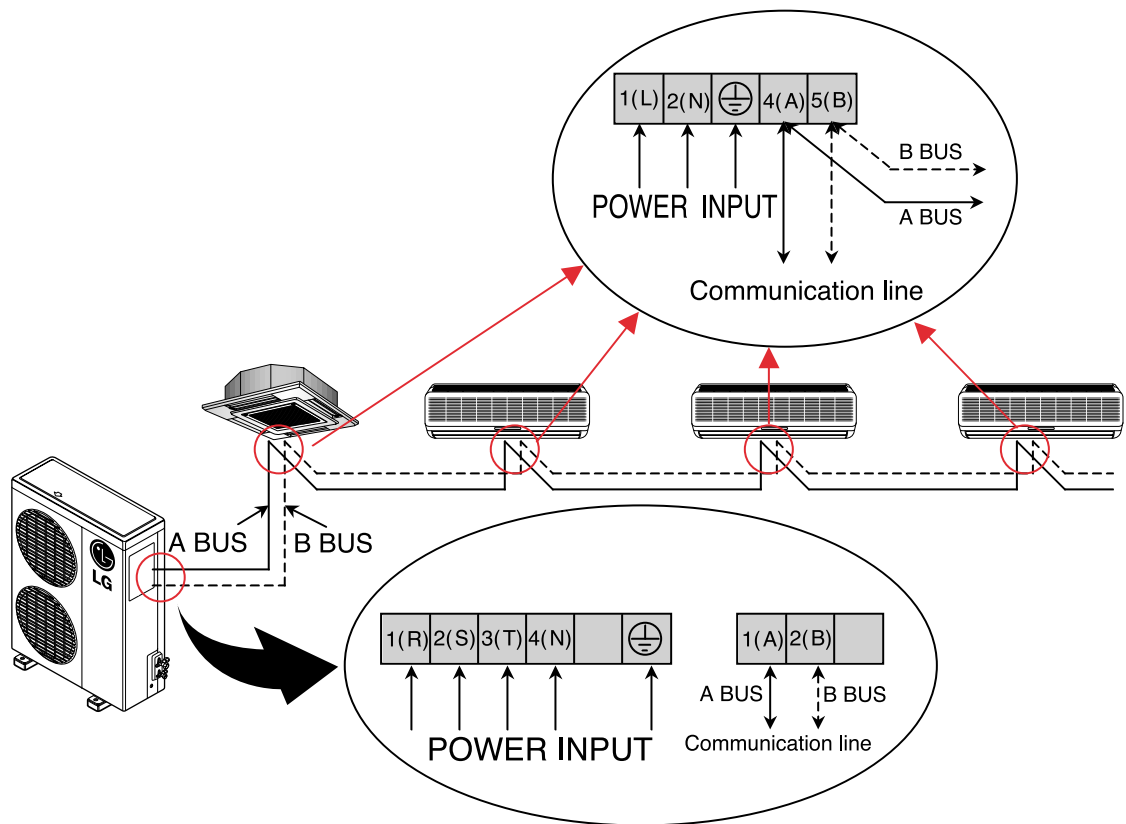 1(L) 2(N) 4(A) 5(B)
B BUS
POWER INPUT
A BUS
Communication line
A BUS B BUS
LG
1(R) 2(S) 3(T) 4(N)
1(A) 2(B)
A BUS B BUS
POWER INPUT
Communication line